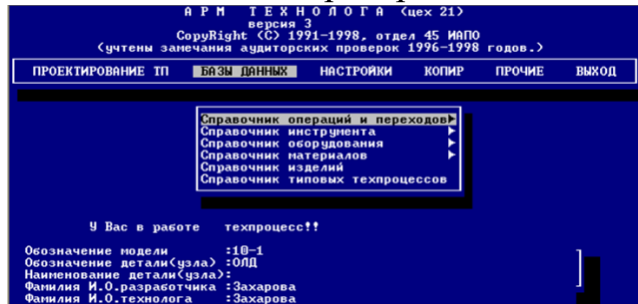 А Р М   Т Е Х Н О Л О Г А (цех 21)
версия 3
CopyRight (C) 1991-1998, отдел 45 ИАПО
(учтены замечания аудиторских проверок 1996-1998 годов.)
ПРОЕКТИРОВАНИЕ ТП БАЗЫ ДАННЫХ НАСТРОЙКИ КОПИР ПРОЧИЕ ВЫХОД
Справочник операций и переходов
Справочник инструмента
Справочник оборудования
Справочник материалов
Справочник изделий
Справочник типовых техпроцессов
У Вас в работе техпроцесс!!
Обозначение модели :10-1
Обозначение детали(узла) :ОЛД
Наименование детали(узла):
Фамилия И.О.разработчика :Захарова
Фамилия И.О.технолога :Захарова